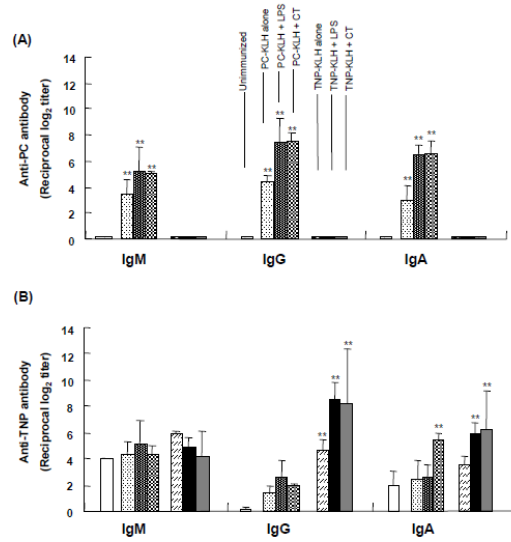 (A)
Anti-PC antibody
(Reciprocal log2 titer)
14
12
10
8
6
4
2
0
Unimmunized
PC-KLH alone
PC-KLH + LPS
PC-KLH + CT
TNP-KLH alone
TNP-KLH + LPS
TNP-KLH + CT
** ** **
** ** **
** ** **
IgM IgG IgA
(B)
Anti-TNP antibody
(Reciprocal log2 titer)
14
12
10
8
6
4
2
0
** ** **
** ** **
IgM IgG IgA